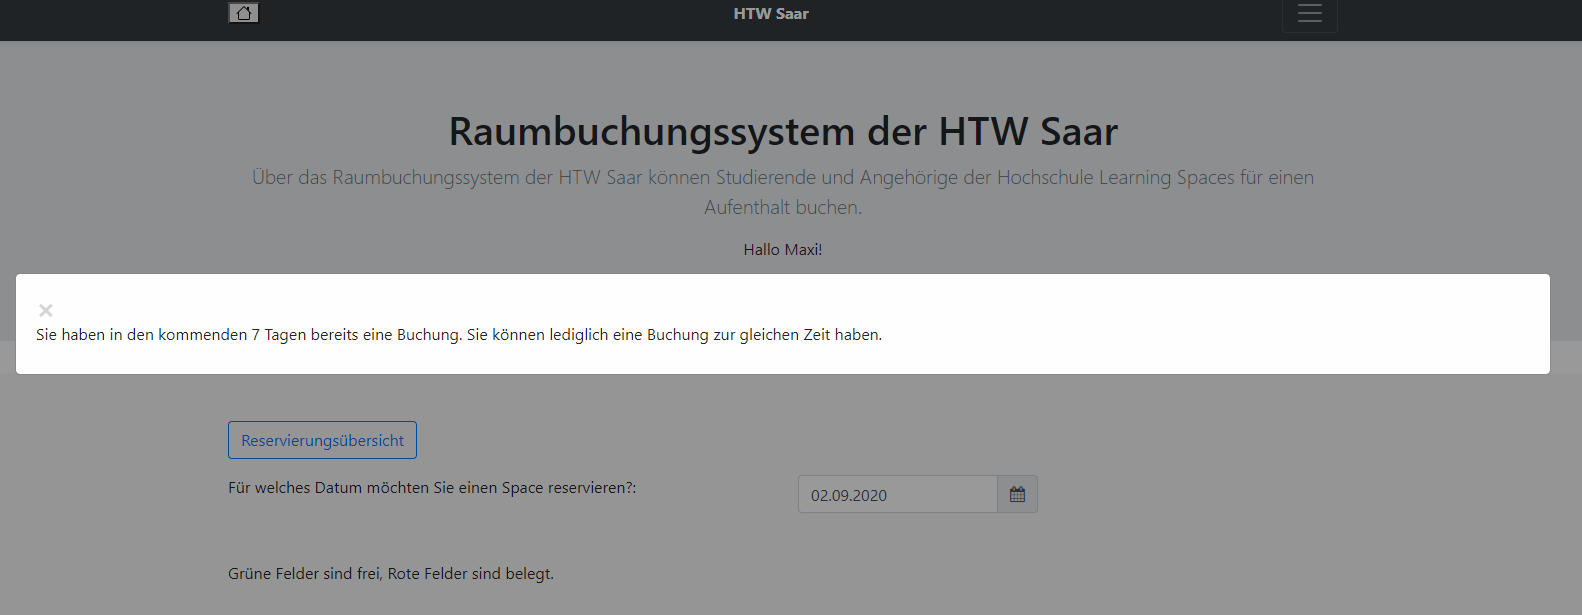 HTW Saar
Raumbuchungssystem der HTW Saar
Über das Raumbuchungssystem der HTW Saar können Studierende und Angehörige der Hochschule Learning Spaces für einen
Aufenthalt buchen.
Hallo Maxi!
×
Sie haben in den kommenden 7 Tagen bereits eine Buchung. Sie können lediglich eine Buchung zur gleichen Zeit haben.
Reservierungsübersicht
Für welches Datum möchten Sie einen Space reservieren?:
02.09.2020
Grüne Felder sind frei, Rote Felder sind belegt.